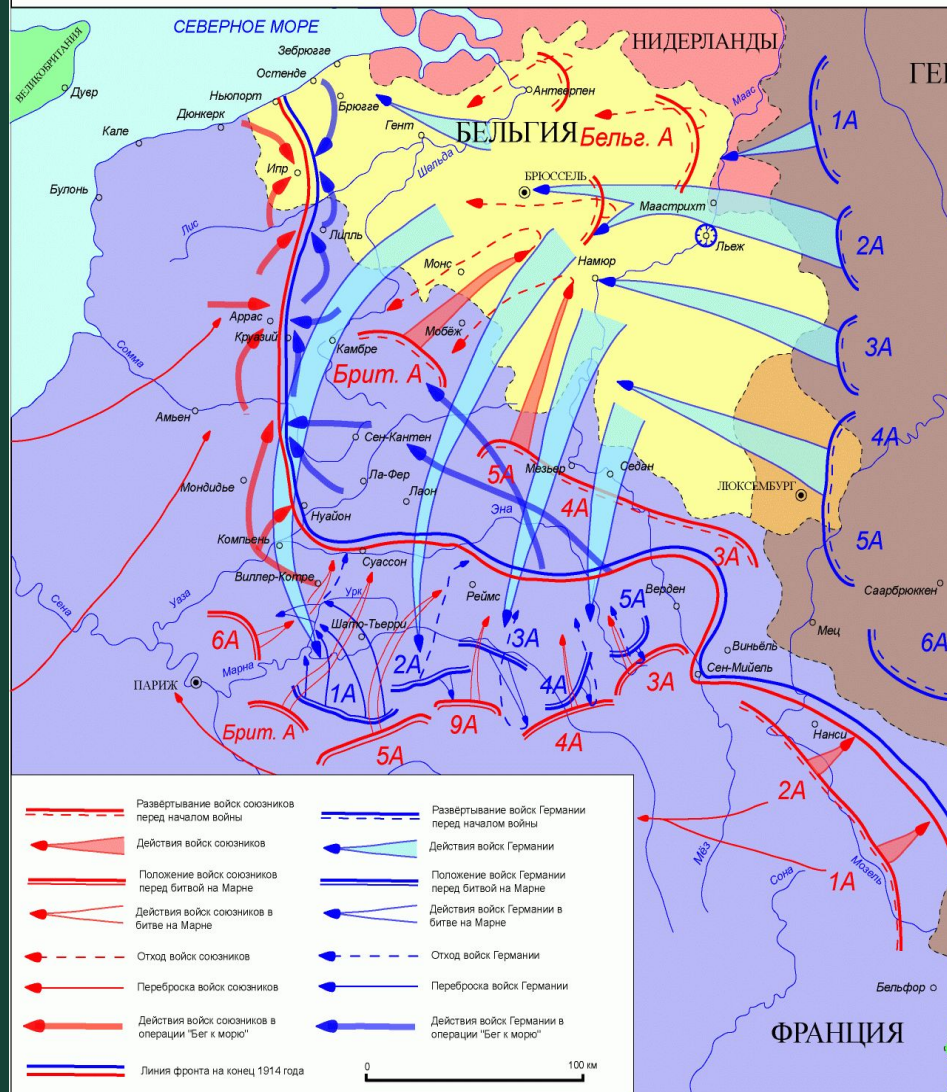 СЕВЕРНОЕ МОРЕ
НИДЕРЛАНДЫ
ВЕЛИКОБРИТАНИЯ
ГЕР
Зебрюгге
Остенде
Дувр
Ньюпорт
Брюгге
Антверпен
Маас
1А
Дюнкерк
Гент
БЕЛЬГИЯ
Бельг. А
Кале
Шельда
Ипр
БРЮССЕЛЬ
Булонь
Маастрихт
Лис
Лилль
Льеж
2А
Монс
Намюр
Аррас
Мобёж
3А
Круазий
Камбре
Сомма
Брит. А
Амьен
4А
Сен-Кантен
5А
Мезьер
Седан
Мондидье
Ла-Фер
Лаон
4А
ЛЮКСЕМБУРГ
Нуайон
Эна
5А
Компьень
3А
Суассон
Виллер-Котре
Реймс
Верден
Саарбрюккен
Сена
Уаза
Урк
5А
6А
Шато-Тьерри
3А
Мец
6А
Марна
2А
Виньёль
ПАРИЖ
1А
4А
3А
Сен-Мийель
Брит. А
9А
Нанси
5А
4А
2А
Мёз
Сона
1А
Мозель
Бельфор
ФРАНЦИЯ
Развёртывание войск союзников
перед началом войны
Действия войск союзников
Положение войск союзников
перед битвой на Марне
Действия войск союзников в
битве на Марне
Отход войск союзников
Переброска войск союзников
Действия войск союзников в
операции "Бег к морю"
Линия фронта на конец 1914 года
Развёртывание войск Германии
перед началом войны
Действия войск Германии
Положение войск Германии
перед битвой на Марне
Действия войск Германии в
битве на Марне
Отход войск Германии
Переброска войск Германии
Действия войск Германии в
операции "Бег к морю"
0
100 км